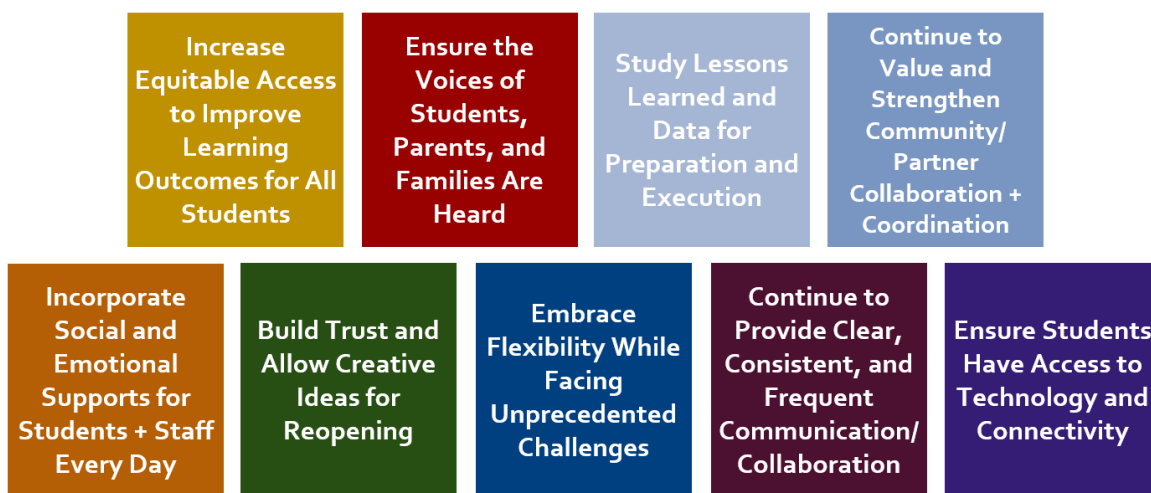 Increase
Equitable Access
to Improve
Learning
Outcomes for All
Students
Ensure the
Voices of
Students,
Parents, and
Families Are
Heard
Study Lessons
Learned and
Data for
Preparation and
Execution
Continue to
Value and
Strengthen
Community/
Partner
Collaboration +
Coordination
Incorporate
Social and
Emotional
Supports for
Students + Staff
Every Day
Build Trust and
Allow Creative
Ideas for
Reopening
Embrace
Flexibility While
Facing
Unprecedented
Challenges
Continue to
Provide Clear,
Consistent, and
Frequent
Communication/
Collaboration
Ensure Students
Have Access to
Technology and
Connectivity